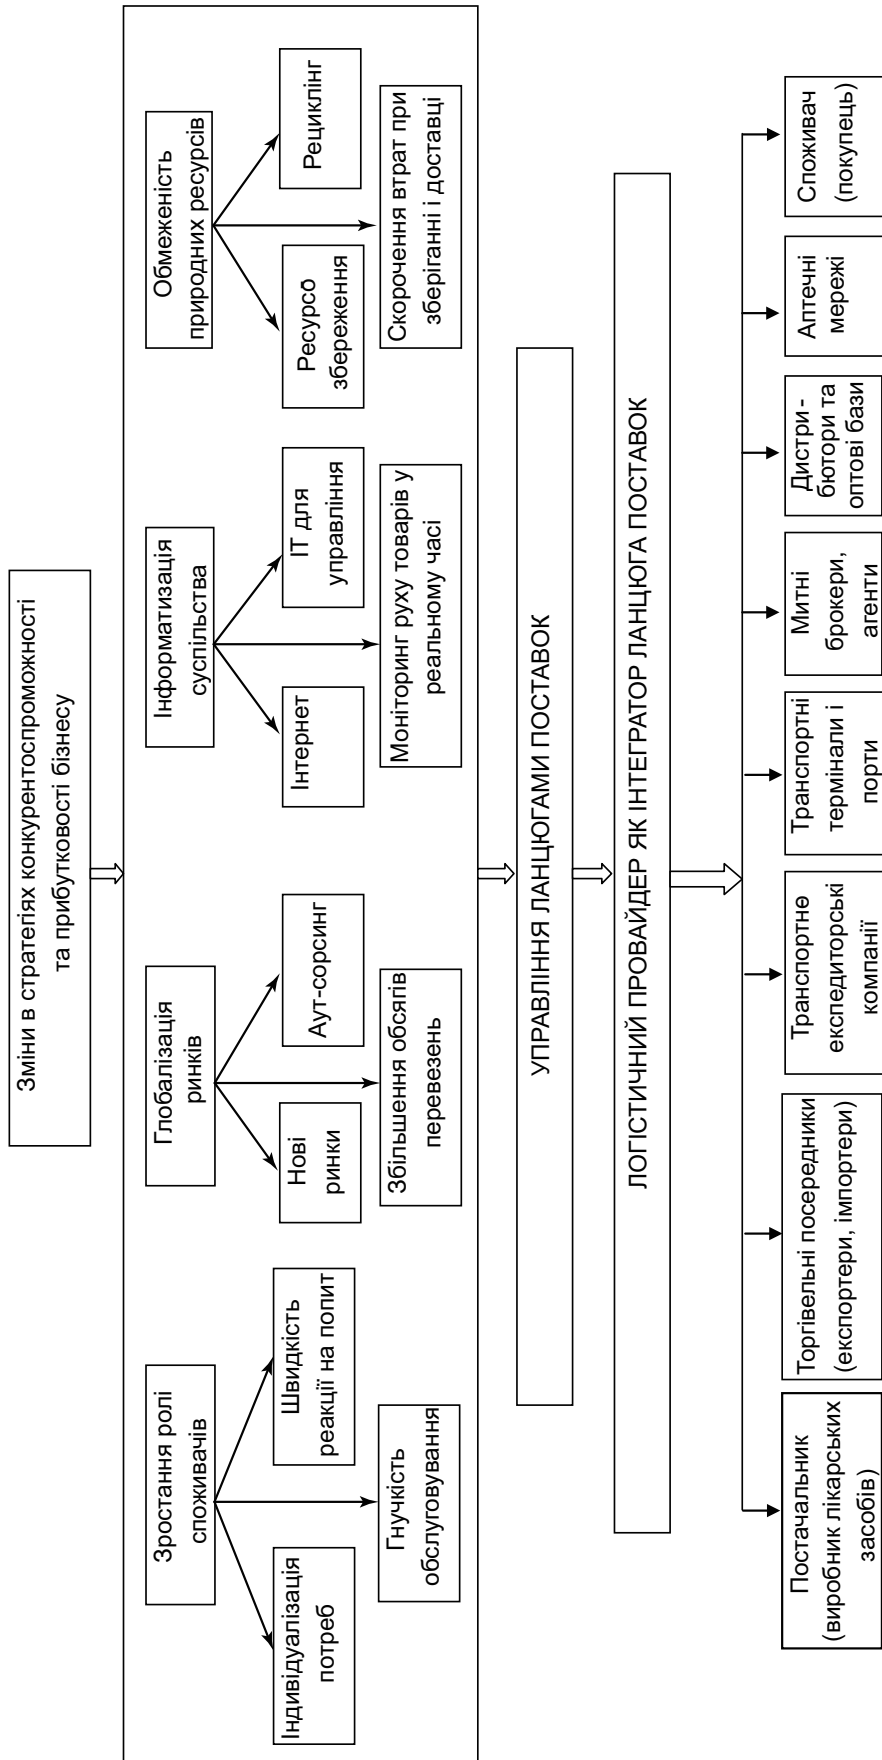 Зміни в стратегіях конкурентоспроможності
та прибутковості бізнесу
Зростання ролі
споживачів
Індивідуалізація
потреб
Швидкість
реакції на попит
Гнучкість
обслуговування
Глобалізація
ринків
Нові
ринки
Аут-сорсинг
Збільшення обсягів
перевезень
Інформатизація
суспільства
Інтернет
ІТ для
управління
Моніторинг руху товарів у
реальному часі
Обмеженість
природних ресурсів
Ресурсо
збереження
Рециклінг
Скорочення втрат при
зберіганні і доставці
УПРАВЛІННЯ ЛАНЦЮГАМИ ПОСТАВОК
ЛОГІСТИЧНИЙ ПРОВАЙДЕР ЯК ІНТЕГРАТОР ЛАНЦЮГА ПОСТАВОК
Постачальник
(виробник лікарських
засобів)
Торгівельні посередники
(експортери, імпортери)
Транспортне
експедиторські
компанії
Транспортні
термінали і
порти
Митні
брокери,
агенти
Дистри-
бютори та
оптові бази
Аптечні
мережі
Споживач
(покупець)